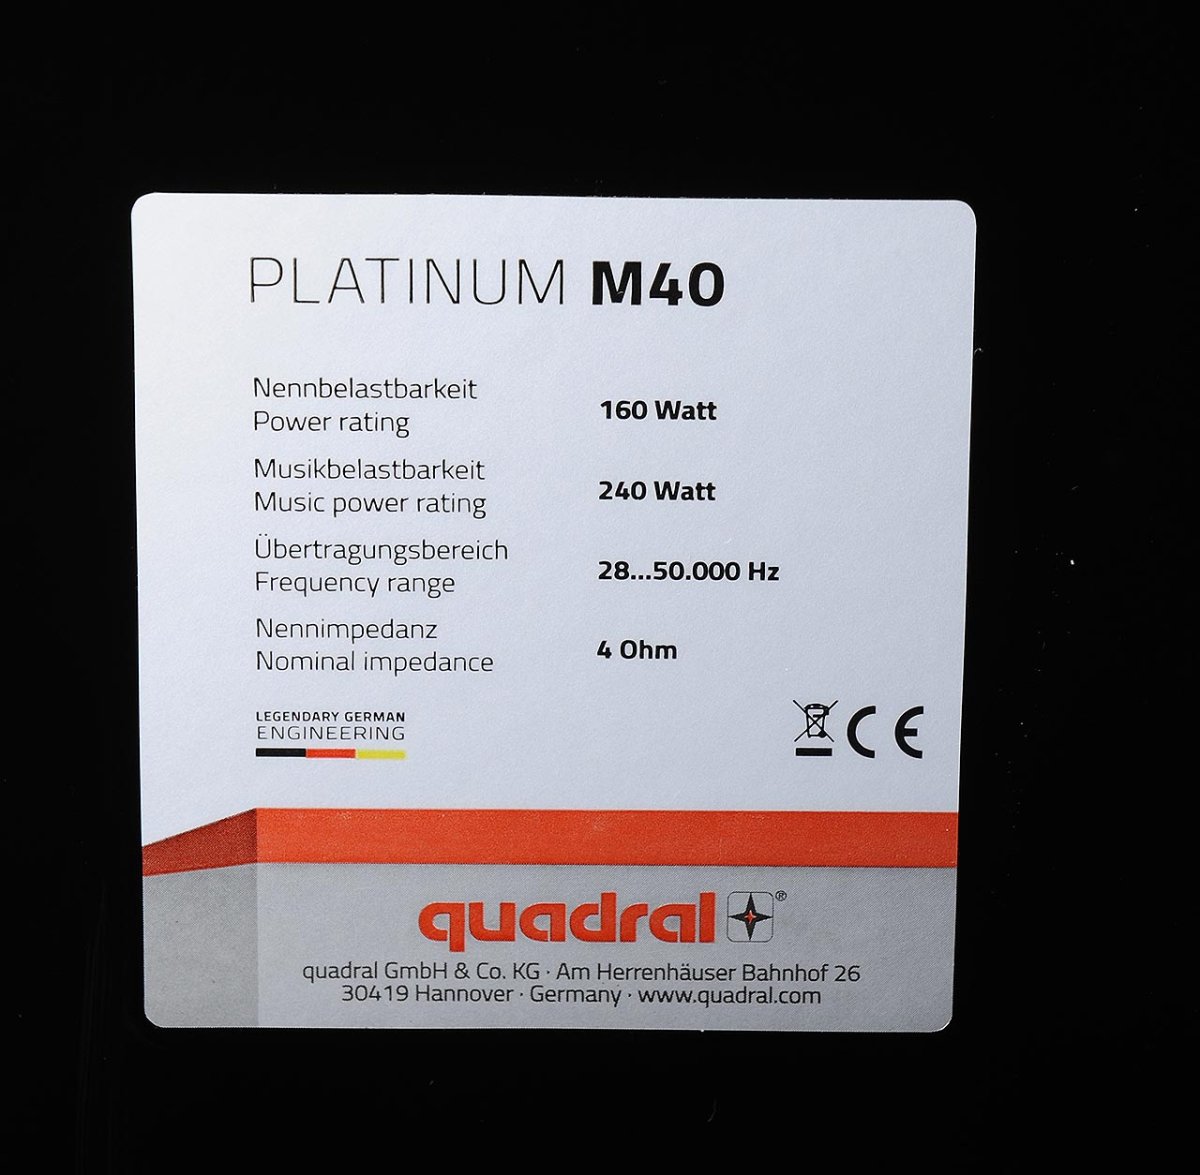 PLATINUM M40
Nennbelastbarkeit
Power rating
160 Watt
Musikbelastbarkeit
Music power rating
240 Watt
Übertragungsbereich
Frequency range
28...50.000 Hz
Nennimpedanz
Nominal impedance
4 Ohm
LEGENDARY GERMAN
ENGINEERING
CE
quadral ®
quadral GmbH & Co. KG · Am Herrenhäuser Bahnhof 26
30419 Hannover · Germany · www.quadral.com